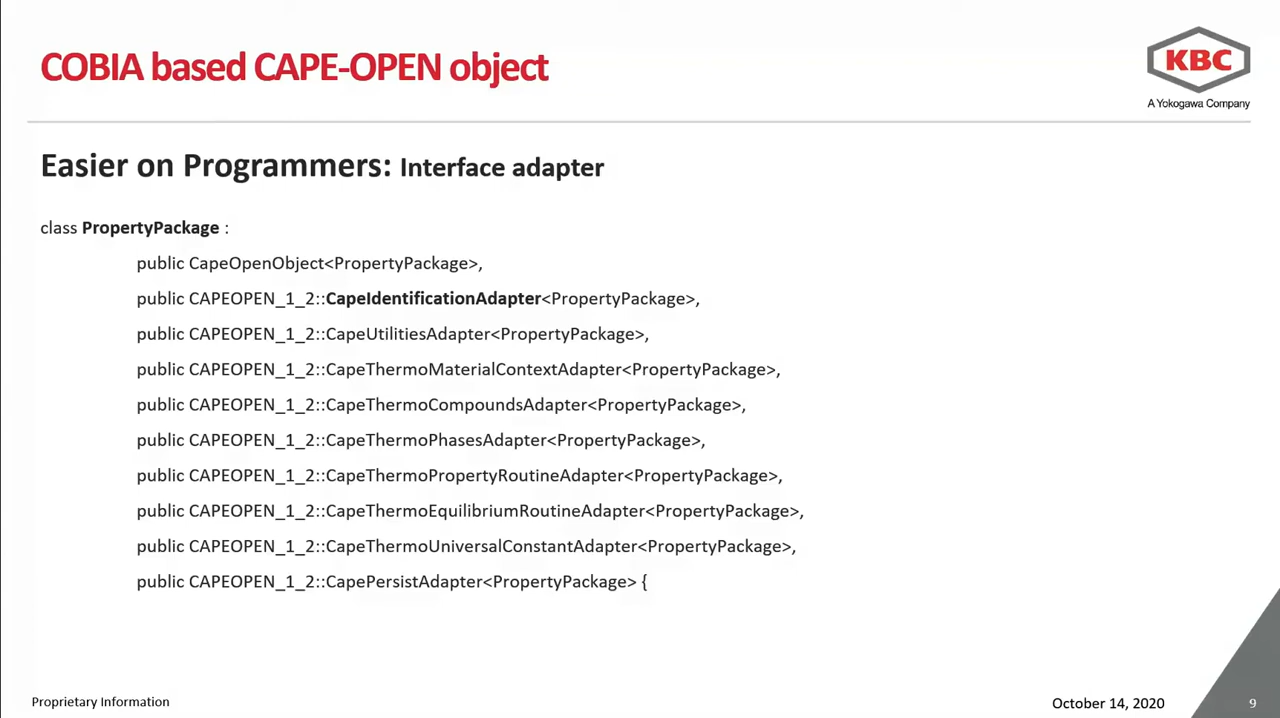 COBIA based CAPE-OPEN object
KBC
A Yokogawa Company
Easier on Programmers: Interface adapter
class PropertyPackage :
public CapeOpenObject<PropertyPackage>,
public CAPEOPEN_1_2::CapeIdentificationAdapter<PropertyPackage>,
public CAPEOPEN_1_2::CapeUtilitiesAdapter<PropertyPackage>,
public CAPEOPEN_1_2::CapeThermoMaterialContextAdapter<PropertyPackage>,
public CAPEOPEN_1_2::CapeThermoCompoundsAdapter<PropertyPackage>,
public CAPEOPEN_1_2::CapeThermoPhasesAdapter<PropertyPackage>,
public CAPEOPEN_1_2::CapeThermoPropertyRoutineAdapter<PropertyPackage>,
public CAPEOPEN_1_2::CapeThermoEquilibriumRoutineAdapter<PropertyPackage>,
public CAPEOPEN_1_2::CapeThermoUniversalConstantAdapter<PropertyPackage>,
public CAPEOPEN_1_2::CapePersistAdapter<PropertyPackage> {
Proprietary Information
October 14, 2020
9